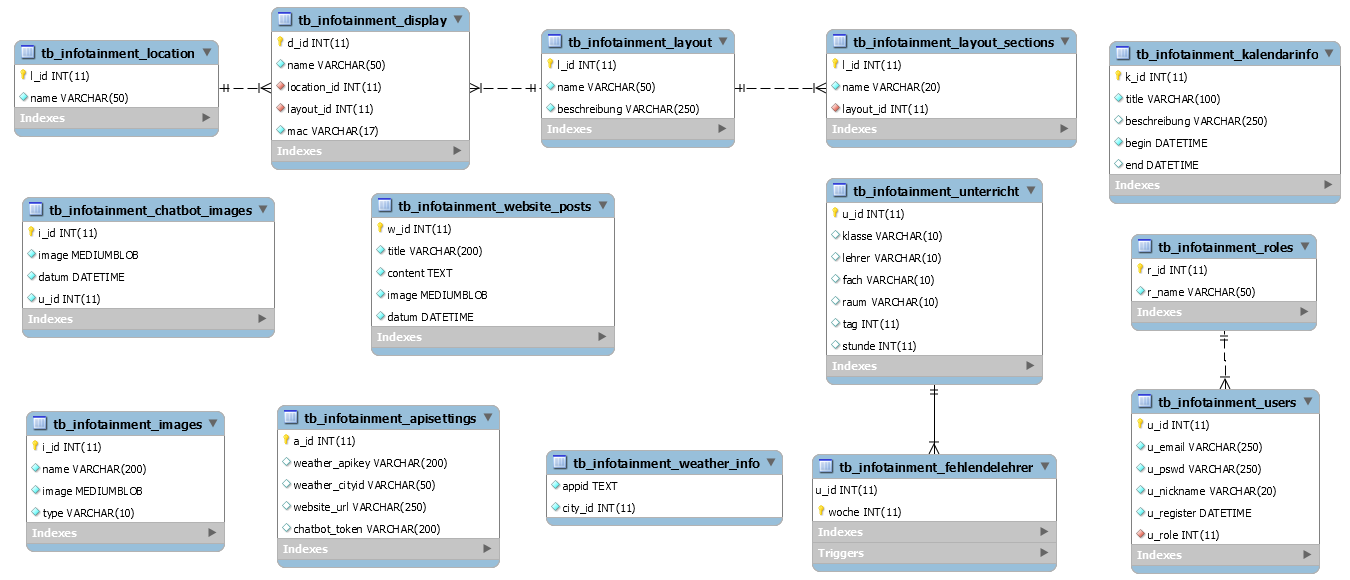 tb_infotainment_location
l_id INT(11)
name VARCHAR(50)
Indexes
tb_infotainment_display
d_id INT(11)
name VARCHAR(50)
location_id INT(11)
layout_id INT(11)
mac VARCHAR(17)
Indexes
tb_infotainment_layout
l_id INT(11)
name VARCHAR(50)
beschreibung VARCHAR(250)
Indexes
tb_infotainment_layout_sections
l_id INT(11)
name VARCHAR(20)
layout_id INT(11)
Indexes
tb_infotainment_kalendarinfo
k_id INT(11)
title VARCHAR(100)
beschreibung VARCHAR(250)
begin DATETIME
end DATETIME
Indexes
tb_infotainment_chatbot_images
i_id INT(11)
image MEDIUMBLOB
datum DATETIME
u_id INT(11)
Indexes
tb_infotainment_website_posts
w_id INT(11)
title VARCHAR(200)
content TEXT
image MEDIUMBLOB
datum DATETIME
Indexes
tb_infotainment_unterricht
u_id INT(11)
klasse VARCHAR(10)
lehrer VARCHAR(10)
fach VARCHAR(10)
raum VARCHAR(10)
tag INT(11)
stunde INT(11)
Indexes
tb_infotainment_roles
r_id INT(11)
r_name VARCHAR(50)
Indexes
tb_infotainment_images
i_id INT(11)
name VARCHAR(200)
image MEDIUMBLOB
type VARCHAR(10)
Indexes
tb_infotainment_apisettings
a_id INT(11)
weather_apikey VARCHAR(200)
weather_cityid VARCHAR(50)
website_url VARCHAR(250)
chatbot_token VARCHAR(200)
Indexes
tb_infotainment_weather_info
appid TEXT
city_id INT(11)
tb_infotainment_fehlendelehrer
u_id INT(11)
woche INT(11)
Indexes
Triggers
tb_infotainment_users
u_id INT(11)
u_email VARCHAR(250)
u_pswd VARCHAR(250)
u_nickname VARCHAR(20)
u_register DATETIME
u_role INT(11)
Indexes